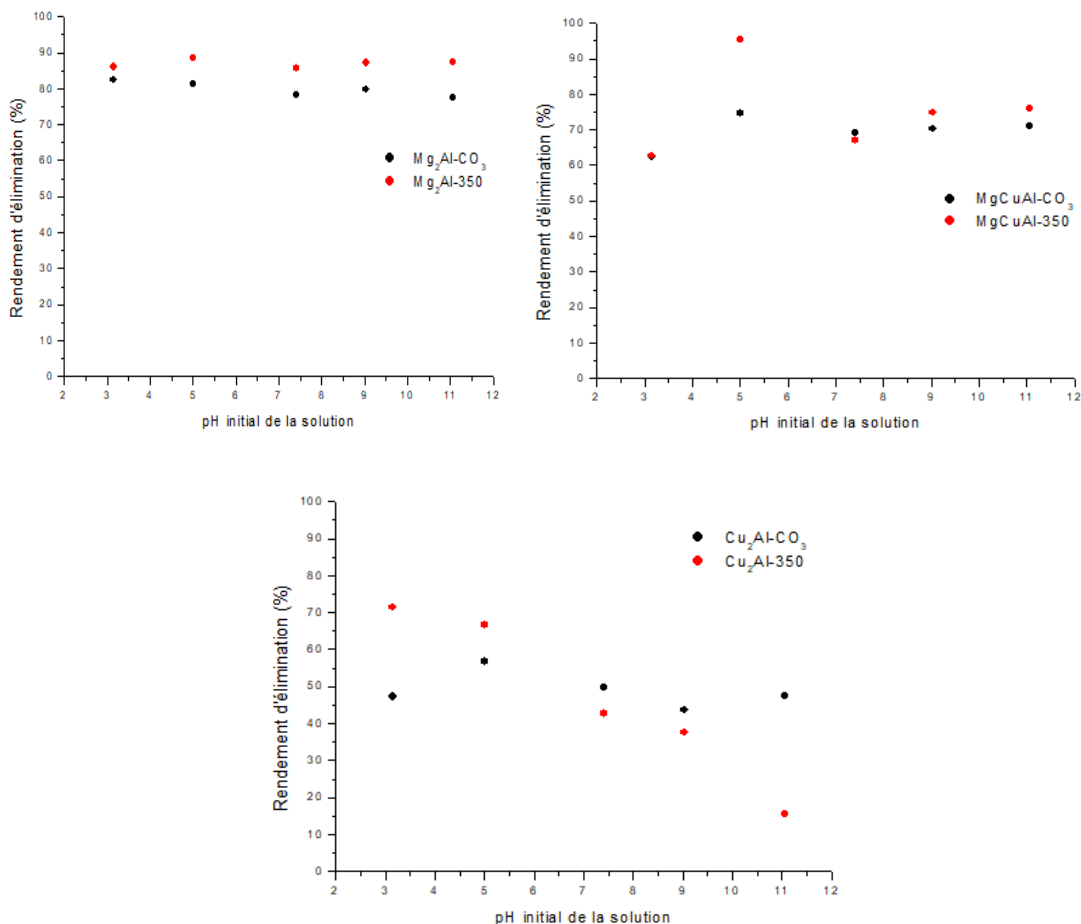 100
90
80
70
60
50
40
30
20
10
0
Rendement d'élimination (%)
Mg₂Al-CO₃
Mg₂Al-350
2 3 4 5 6 7 8 9 10 11 12
pH initial de la solution
100
90
80
70
60
50
40
30
20
10
0
Rendement d'élimination (%)
MgCuAl-CO₃
MgCuAl-350
2 3 4 5 6 7 8 9 10 11 12
pH initial de la solution
100
90
80
70
60
50
40
30
20
10
0
Rendement d'élimination (%)
Cu₂Al-CO₃
Cu₂Al-350
2 3 4 5 6 7 8 9 10 11 12
pH initial de la solution